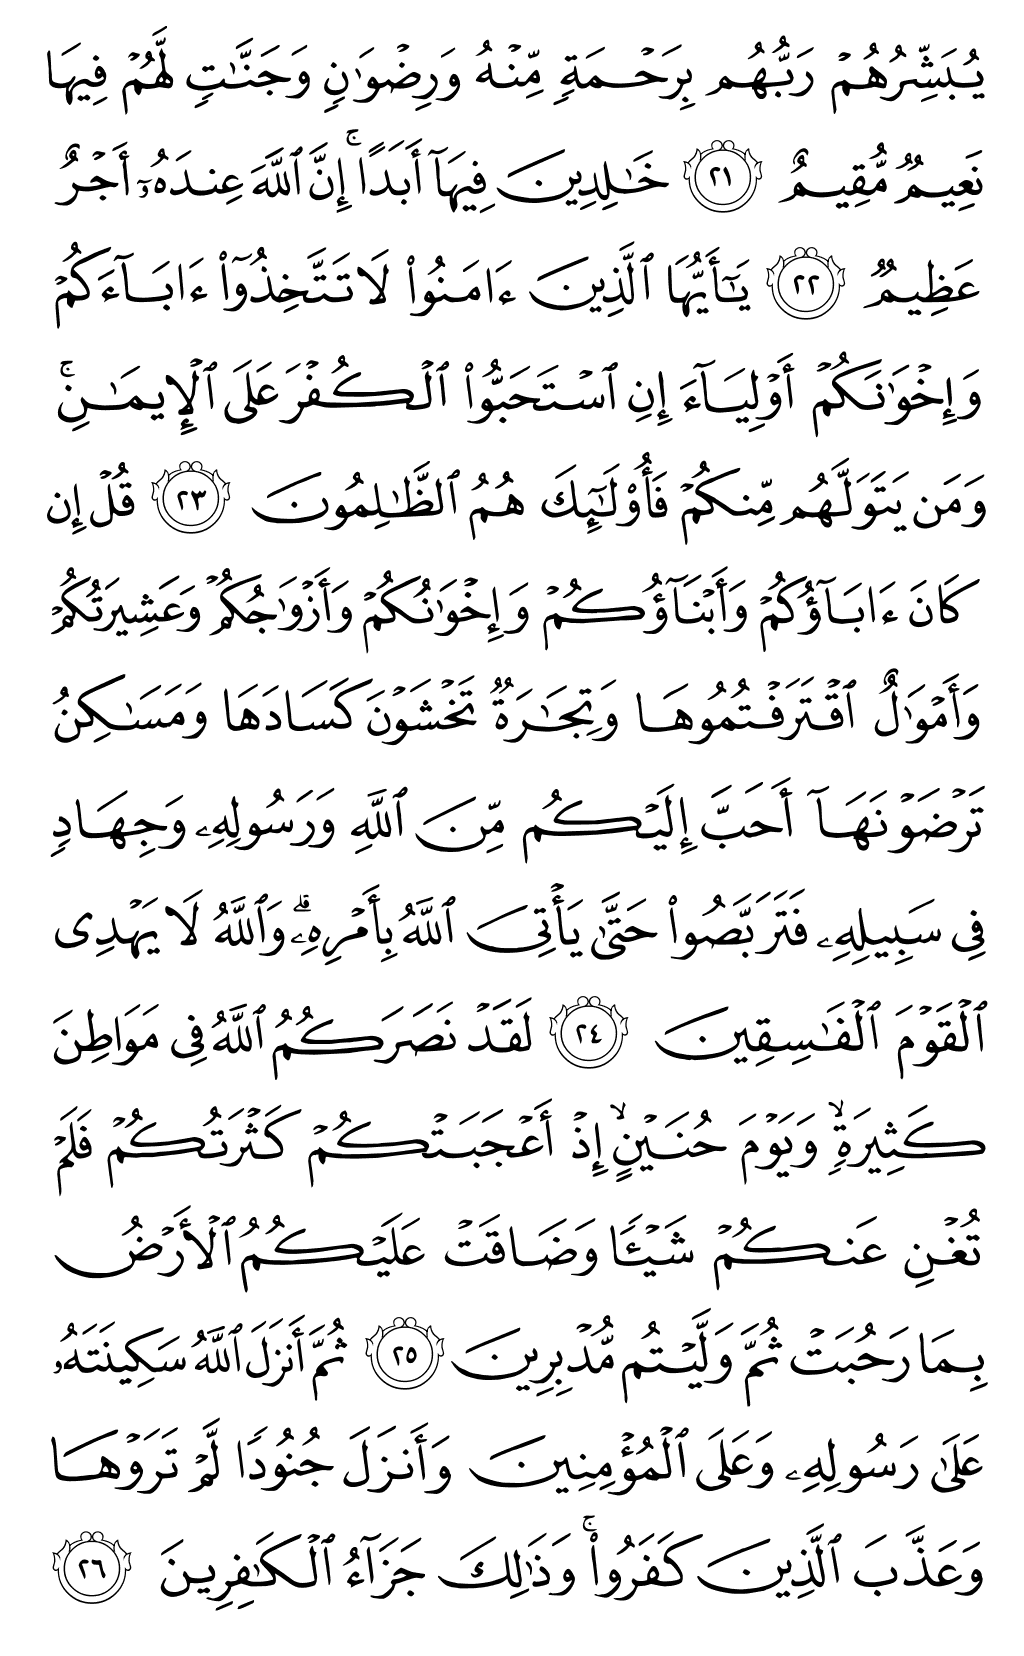 يُبَشِّرُهُمۡ رَبُّهُم بِرَحۡمَةٖ مِّنۡهُ وَرِضۡوَٰنٖ وَجَنَّٰتٖ لَّهُمۡ فِيهَا
نَعِيمٞ مُّقِيمٌ ٢١ خَٰلِدِينَ فِيهَآ أَبَدًاۚ إِنَّ ٱللَّهَ عِندَهُۥٓ أَجۡرٌ
عَظِيمٞ ٢٢ يَٰٓأَيُّهَا ٱلَّذِينَ ءَامَنُواْ لَا تَتَّخِذُوٓاْ ءَابَآءَكُمۡ
وَإِخۡوَٰنَكُمۡ أَوۡلِيَآءَ إِنِ ٱسۡتَحَبُّواْ ٱلۡكُفۡرَ عَلَى ٱلۡإِيمَٰنِۚ
وَمَن يَتَوَلَّهُم مِّنكُمۡ فَأُوْلَٰٓئِكَ هُمُ ٱلظَّٰلِمُونَ ٢٣ قُلۡ إِن
كَانَ ءَابَآؤُكُمۡ وَأَبۡنَآؤُكُمۡ وَإِخۡوَٰنُكُمۡ وَأَزۡوَٰجُكُمۡ وَعَشِيرَتُكُمۡ
وَأَمۡوَٰلٌ ٱقۡتَرَفۡتُمُوهَا وَتِجَٰرَةٞ تَخۡشَوۡنَ كَسَادَهَا وَمَسَٰكِنُ
تَرۡضَوۡنَهَآ أَحَبَّ إِلَيۡكُم مِّنَ ٱللَّهِ وَرَسُولِهِۦ وَجِهَادٖ
فِي سَبِيلِهِۦ فَتَرَبَّصُواْ حَتَّىٰ يَأۡتِيَ ٱللَّهُ بِأَمۡرِهِۦۗ وَٱللَّهُ لَا يَهۡدِي
ٱلۡقَوۡمَ ٱلۡفَٰسِقِينَ ٢٤ لَقَدۡ نَصَرَكُمُ ٱللَّهُ فِي مَوَاطِنَ
كَثِيرَةٖۙ وَيَوۡمَ حُنَيۡنٍۙ إِذۡ أَعۡجَبَتۡكُمۡ كَثۡرَتُكُمۡ فَلَمۡ
تُغۡنِ عَنكُمۡ شَيۡـٔٗا وَضَاقَتۡ عَلَيۡكُمُ ٱلۡأَرۡضُ
بِمَا رَحُبَتۡ ثُمَّ وَلَّيۡتُم مُّدۡبِرِينَ ٢٥ ثُمَّ أَنزَلَ ٱللَّهُ سَكِينَتَهُۥ
عَلَىٰ رَسُولِهِۦ وَعَلَى ٱلۡمُؤۡمِنِينَ وَأَنزَلَ جُنُودٗا لَّمۡ تَرَوۡهَا
وَعَذَّبَ ٱلَّذِينَ كَفَرُواْۚ وَذَٰلِكَ جَزَآءُ ٱلۡكَٰفِرِينَ ٢٦